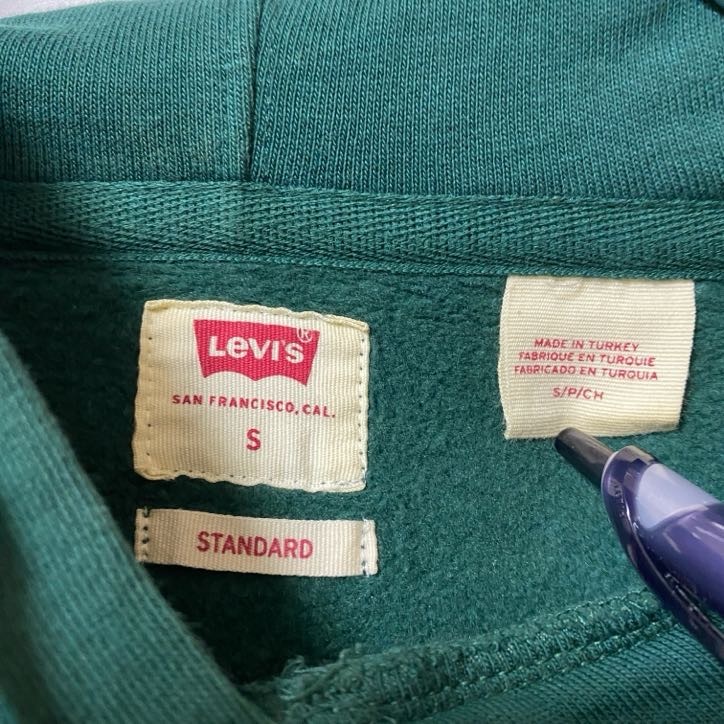 Levi's®
SAN FRANCISCO, CAL.
S
STANDARD
MADE IN TURKEY
FABRIQUE EN TURQUIE
FABRICADO EN TURQUIA
S/P/CH